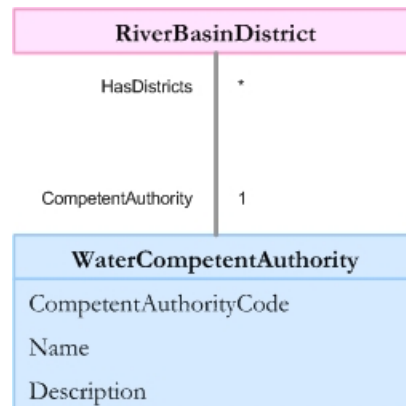 RiverBasinDistrict
HasDistricts *
CompetentAuthority 1
WaterCompetentAuthority
CompetentAuthorityCode
Name
Description